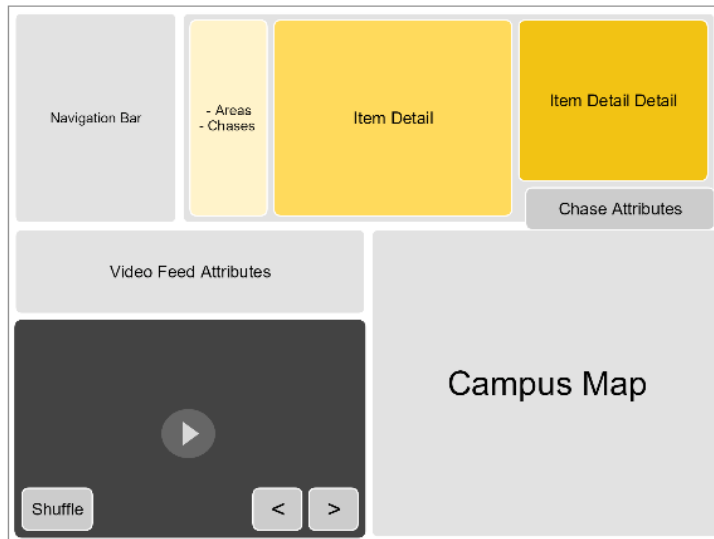 Navigation Bar
- Areas
- Chases
Item Detail
Item Detail Detail
Chase Attributes
Video Feed Attributes
Campus Map
Shuffle
<
>